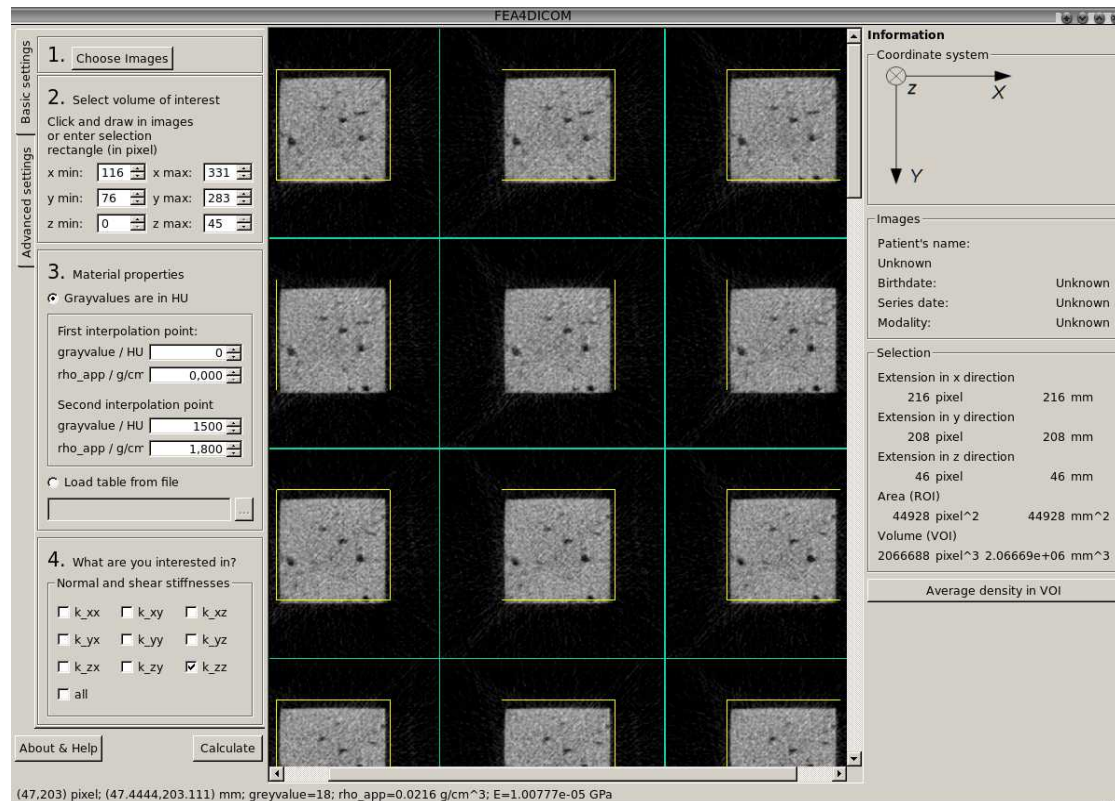 FEA4DICOM
Basic settings
Advanced settings
1. Choose Images
2. Select volume of interest
Click and draw in images
or enter selection
rectangle (in pixel)
x min: 116 x max: 331
y min: 76 y max: 283
z min: 0 z max: 45
3. Material properties
Grayvalues are in HU
First interpolation point:
grayvalue / HU 0
rho_app / g/cm 0,000
Second interpolation point
grayvalue / HU 1500
rho_app / g/cm 1,800
Load table from file
...
4. What are you interested in?
Normal and shear stiffnesses
k_xx k_xy k_xz
k_yx k_yy k_yz
k_zx k_zy k_zz
all
About & Help Calculate
Information
Coordinate system
Z
X
Y
Images
Patient's name:
Unknown
Birthdate: Unknown
Series date: Unknown
Modality: Unknown
Selection
Extension in x direction
216 pixel 216 mm
Extension in y direction
208 pixel 208 mm
Extension in z direction
46 pixel 46 mm
Area (ROI)
44928 pixel^2 44928 mm^2
Volume (VOI)
2066688 pixel^3 2.06669e+06 mm^3
Average density in VOI
(47,203) pixel; (47.4444,203.111) mm; greyvalue=18; rho_app=0.0216 g/cm^3; E=1.00777e-05 GPa